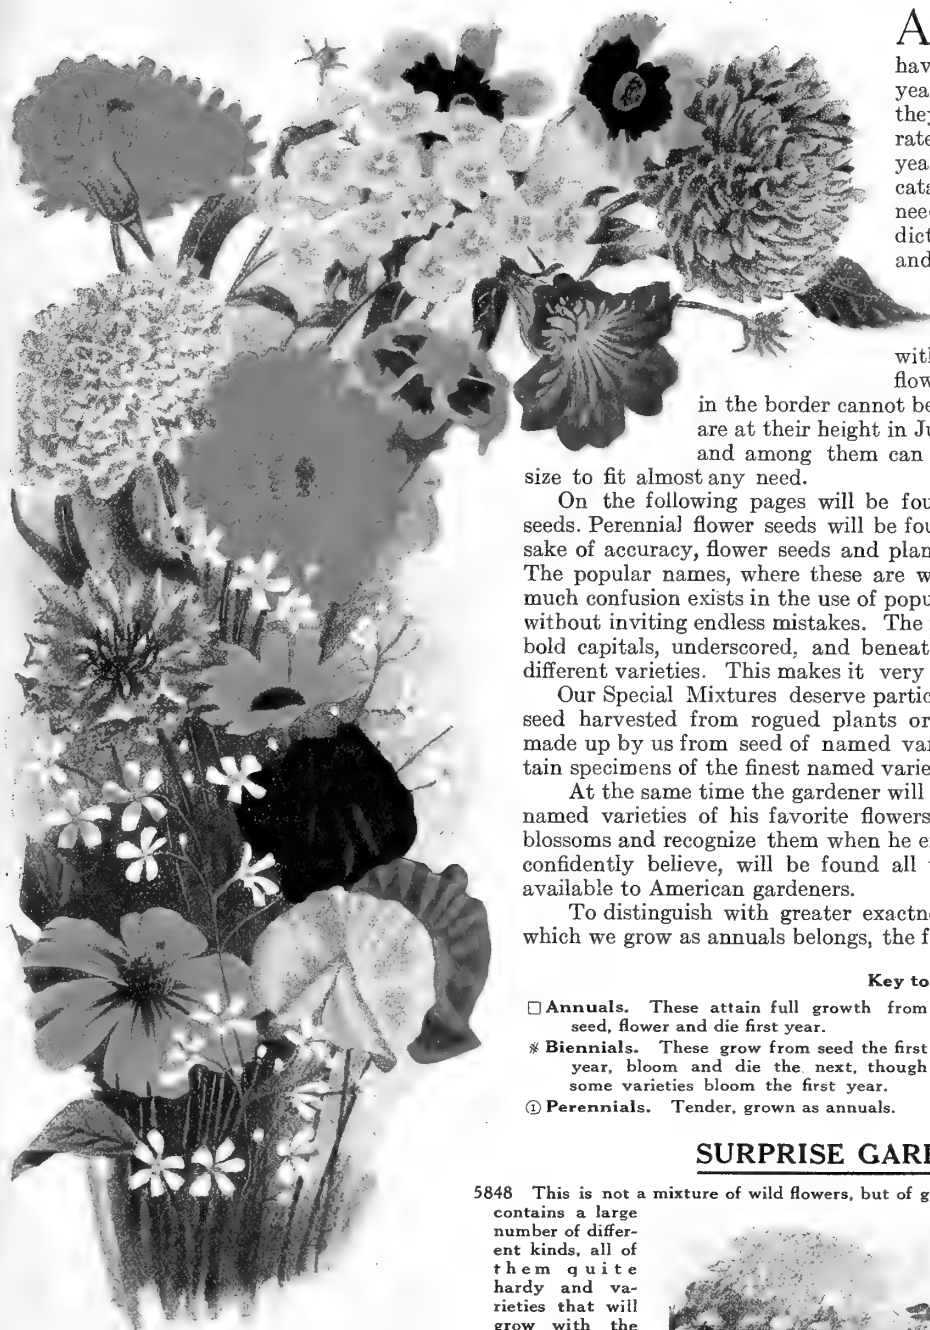 A
hav
yea
they
rate
yea
cata
nee
dict
and
with
flow
in the border cannot be
are at their height in Ju
and among them can
size to fit almost any need.
On the following pages will be fou
seeds. Perennial flower seeds will be fou
sake of accuracy, flower seeds and plan
The popular names, where these are w
much confusion exists in the use of popu
without inviting endless mistakes. The
bold capitals, underscored, and beneat
different varieties. This makes it very
Our Special Mixtures deserve partic
seed harvested from rogued plants or
made up by us from seed of named var
tain specimens of the finest named varie
At the same time the gardener will
named varieties of his favorite flowers
blossoms and recognize them when he e
confidently believe, will be found all
available to American gardeners.
To distinguish with greater exactne
which we grow as annuals belongs, the f
Key to
□ Annuals. These attain full growth from
seed, flower and die first year.
※ Biennials. These grow from seed the first
year, bloom and die the next, though
some varieties bloom the first year.
① Perennials. Tender, grown as annuals.
SURPRISE GARE
5848 This is not a mixture of wild flowers, but of g
contains a large
number of differ-
ent kinds, all of
them quite
hardy and va-
rieties that will
grow with the